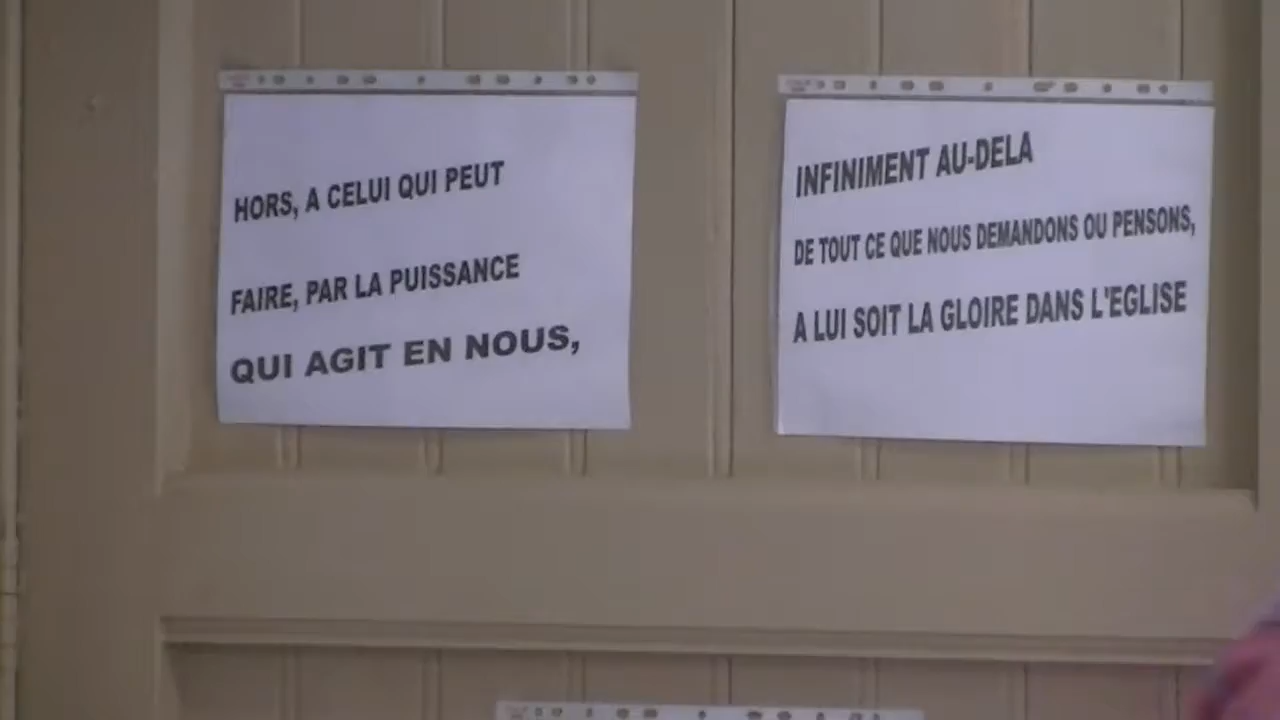 HORS, A CELUI QUI PEUT
FAIRE, PAR LA PUISSANCE
QUI AGIT EN NOUS,
INFINIMENT AU-DELA
DE TOUT CE QUE NOUS DEMANDONS OU PENSONS,
A LUI SOIT LA GLOIRE DANS L'EGLISE